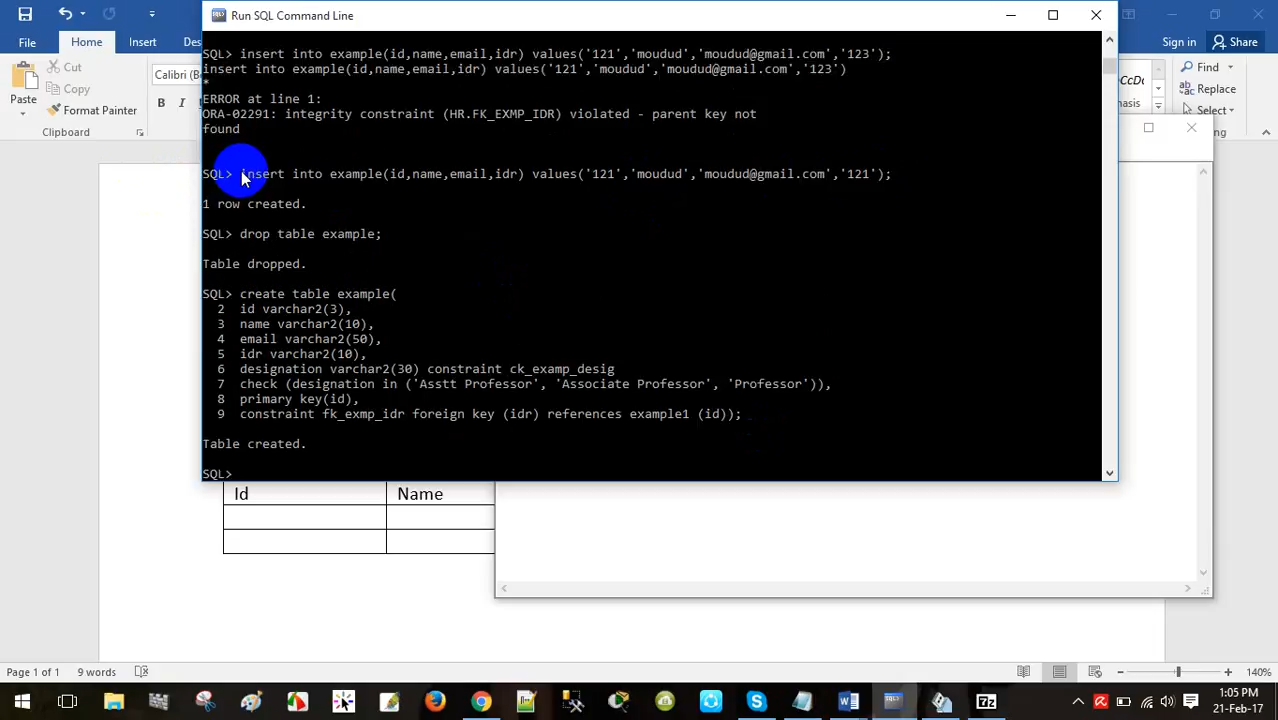 Run SQL Command Line
File
Home
Insert
Des
Sign in
Share
Cut
Copy
Paste
Format Painter
Clipboard
Calibri (B
B
I
Find
Replace
Select
hasis
SQL> insert into example(id,name,email,idr) values('121','moudud','moudud@gmail.com','123');
insert into example(id,name,email,idr) values('121','moudud','moudud@gmail.com','123')
*
ERROR at line 1:
ORA-02291: integrity constraint (HR.FK_EXMP_IDR) violated - parent key not
found
SQL> insert into example(id,name,email,idr) values('121','moudud','moudud@gmail.com','121');
1 row created.
SQL> drop table example;
Table dropped.
SQL> create table example(
2 id varchar2(3),
3 name varchar2(10),
4 email varchar2(50),
5 idr varchar2(10),
6 designation varchar2(30) constraint ck_examp_desig
7 check (designation in ('Asstt Professor', 'Associate Professor', 'Professor')),
8 primary key(id),
9 constraint fk_exmp_idr foreign key (idr) references example1 (id));
Table created.
SQL>
Id
Name
Page 1 of 1
9 words
140%
1:05 PM
21-Feb-17